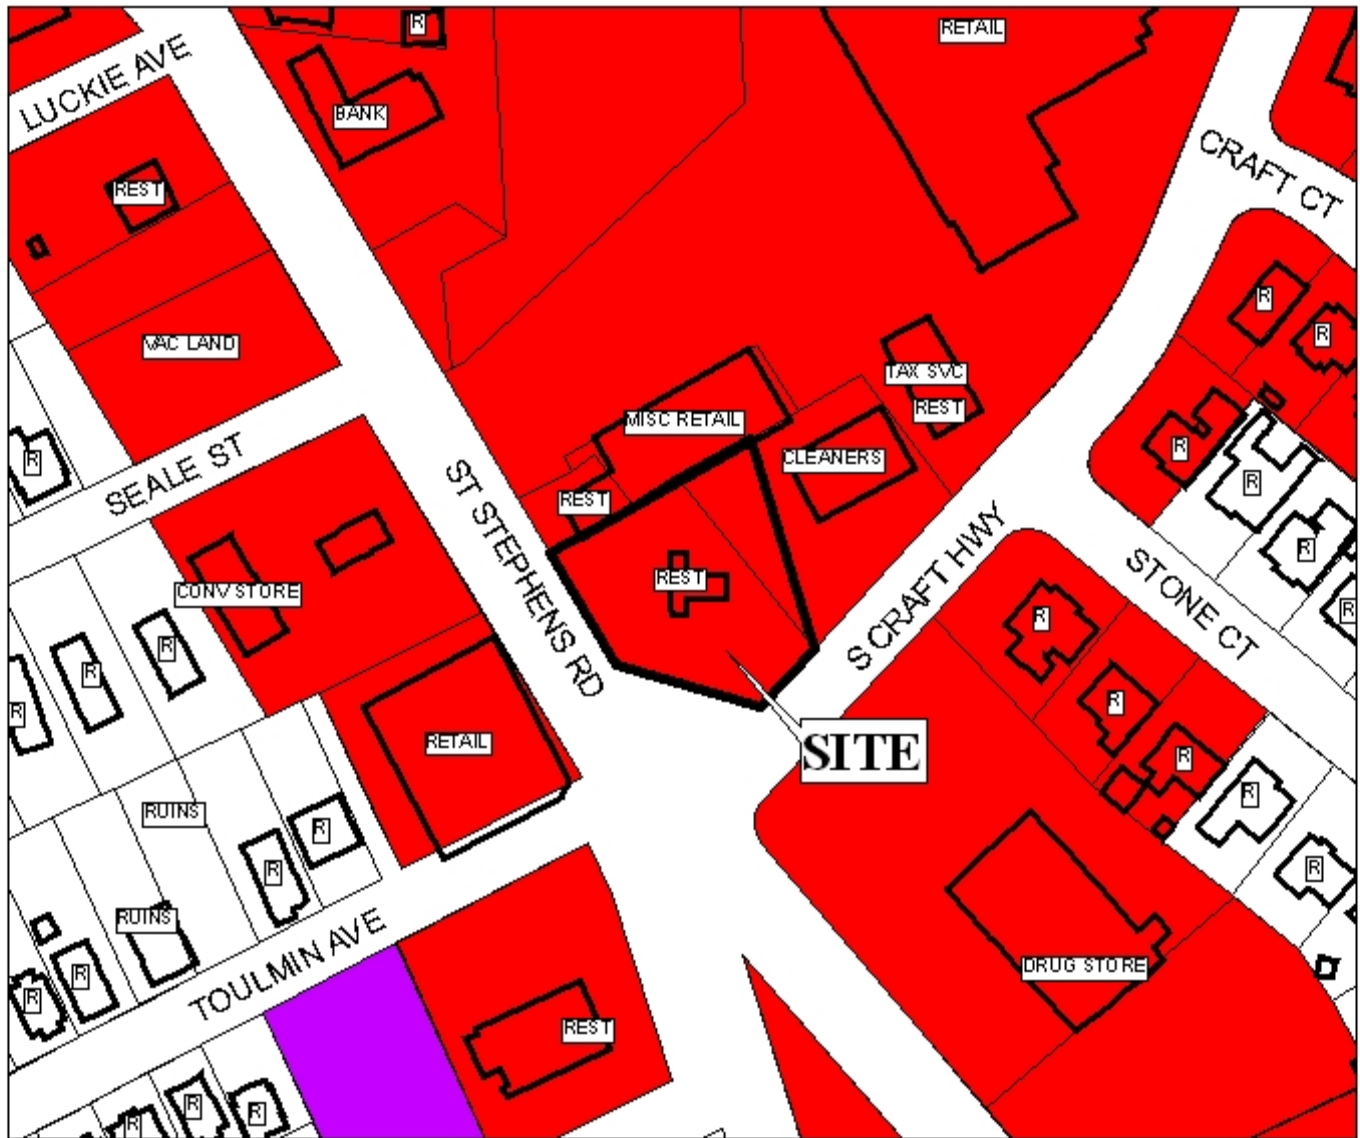 R
RETAIL
LUCKIE AVE
BANK
CRAFT CT
REST
R
R
VAC LAND
TAX SVC
REST
MISC RETAIL
R
CLEANERS
R
SEALE ST
R
REST
ST STEPHENS RD
S CRAFT HWY
R
STONE CT
REST
CONV STORE
R
R
R
R
R
R
R
RETAIL
SITE
R
R
RUINS
R
R
R
RUINS
TOULMIN AVE
DRUG STORE
R
R
REST
R
R
R